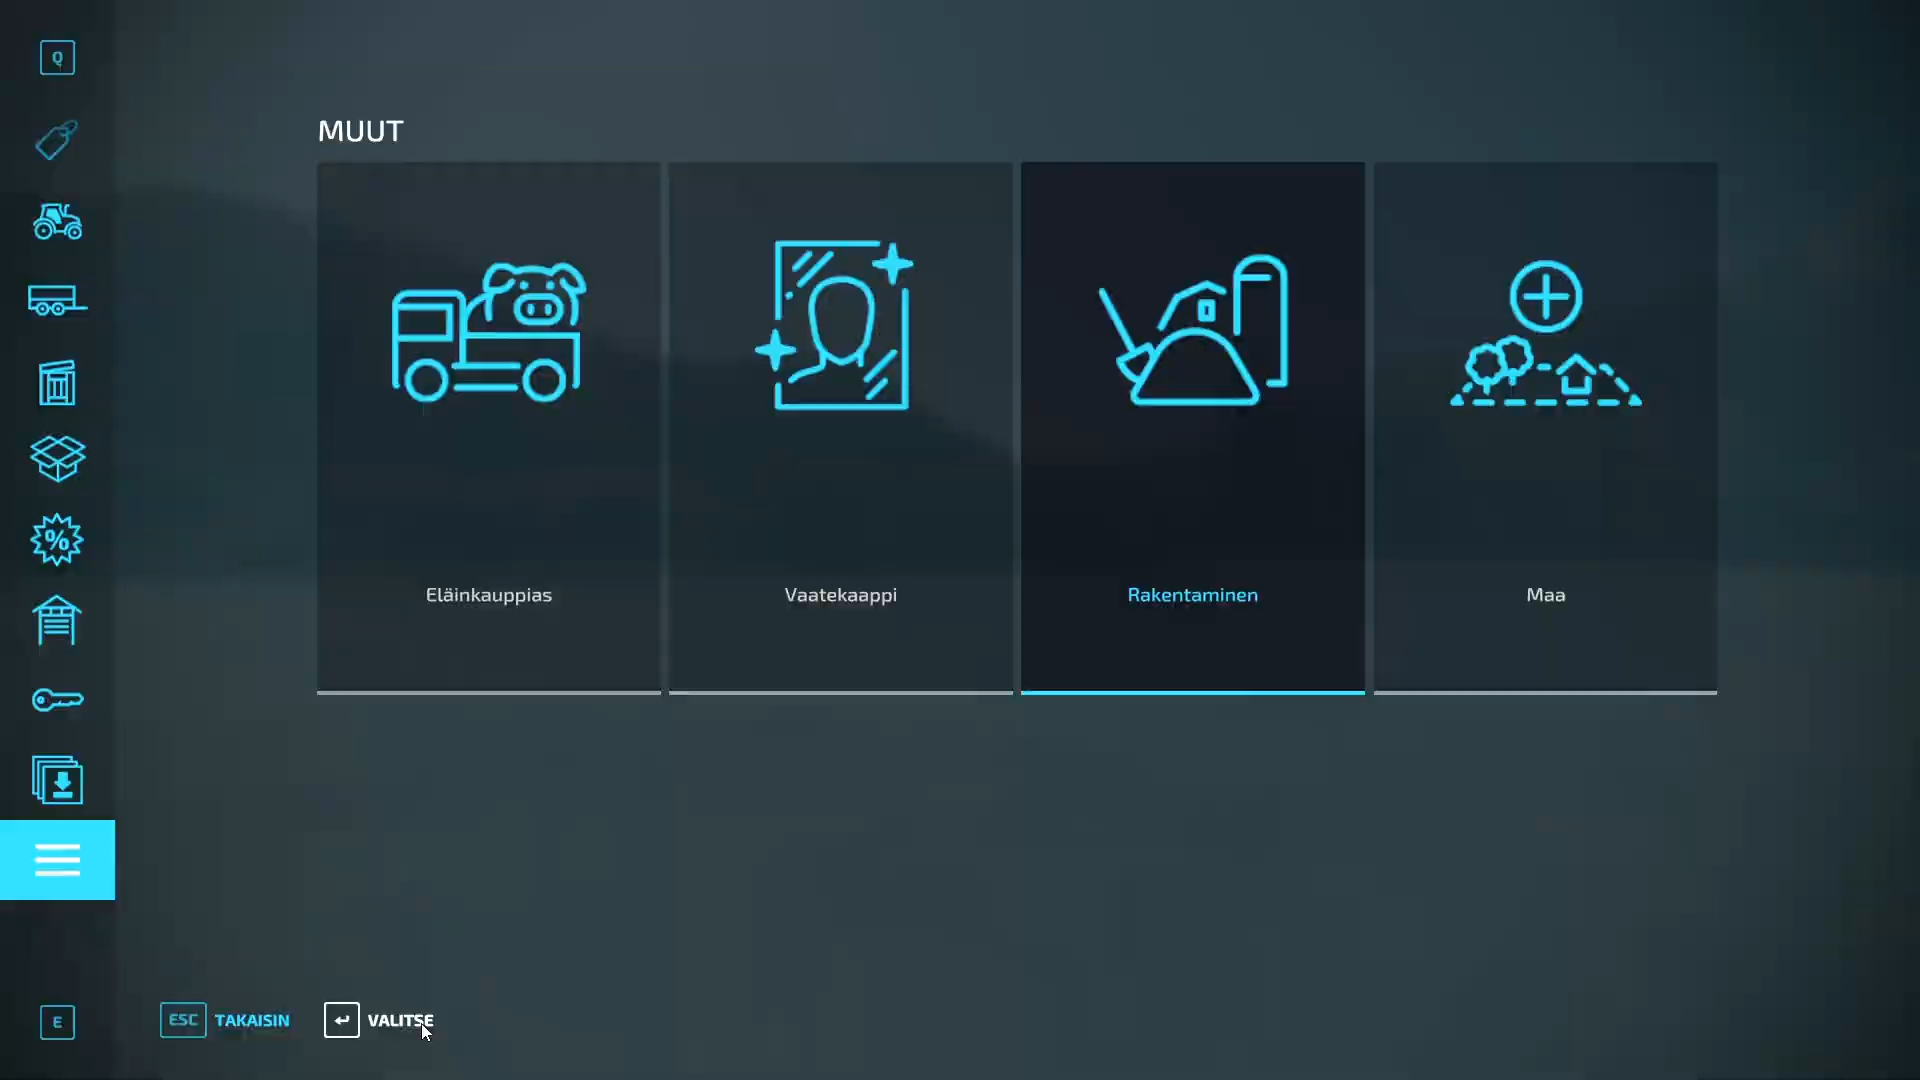 Q
MUUT
%
Eläinkauppias
Vaatekaappi
Rakentaminen
Maa
E
ESC TAKAISIN
VALITSE